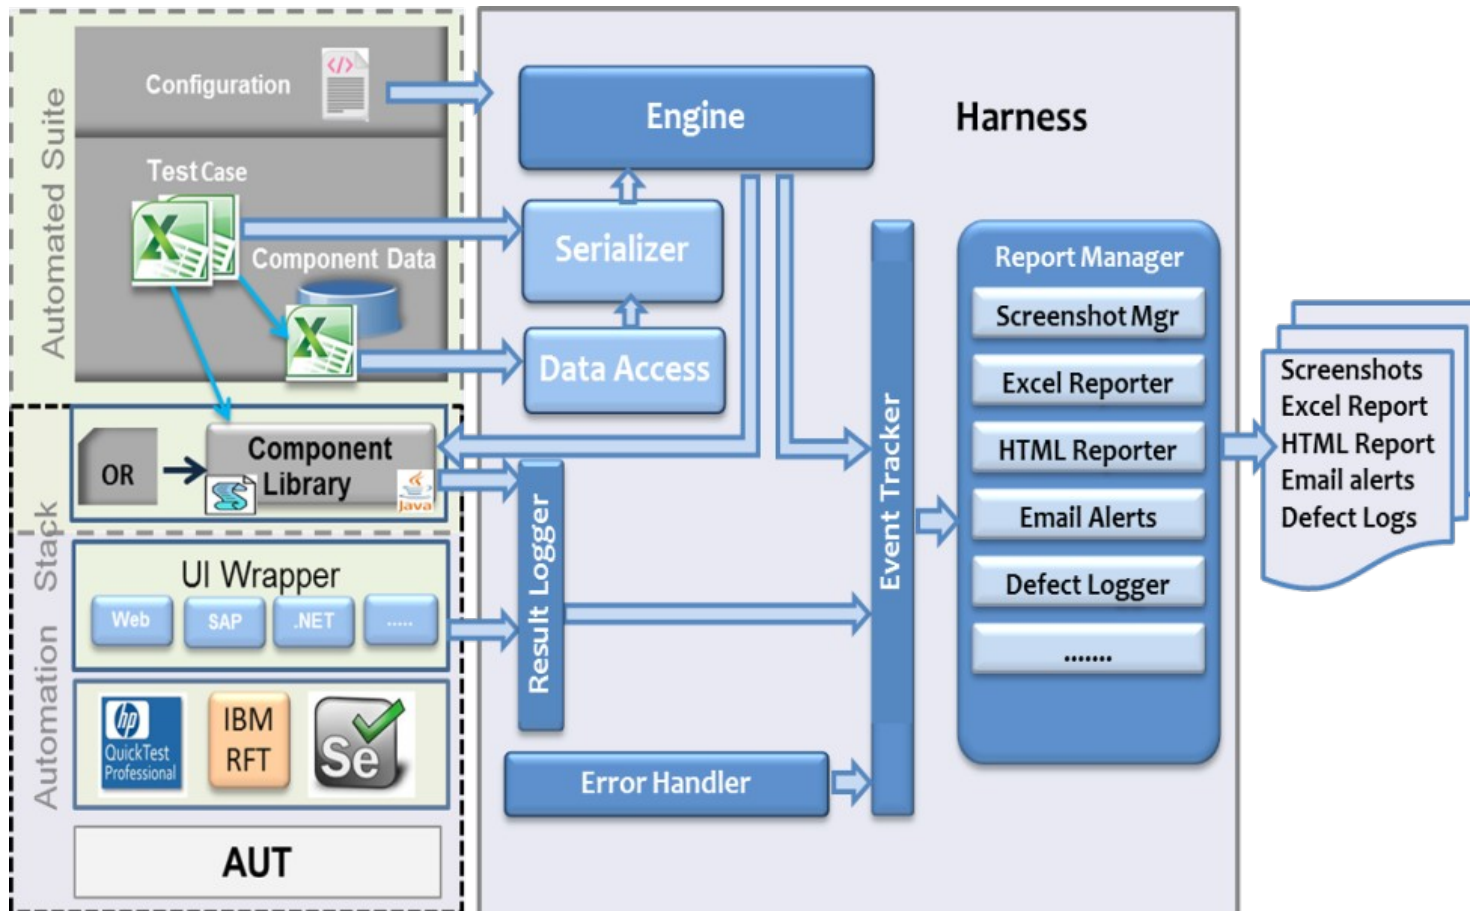 Automated Suite
Configuration
</>
Test Case
Component Data
OR
Component
Library
Java
Automation Stack
UI Wrapper
Web
SAP
.NET
.....
hp
QuickTest
Professional
IBM
RFT
Se
AUT
Harness
Engine
Serializer
Data Access
Result Logger
Error Handler
Event Tracker
Report Manager
Screenshot Mgr
Excel Reporter
HTML Reporter
Email Alerts
Defect Logger
.......
Screenshots
Excel Report
HTML Report
Email alerts
Defect Logs